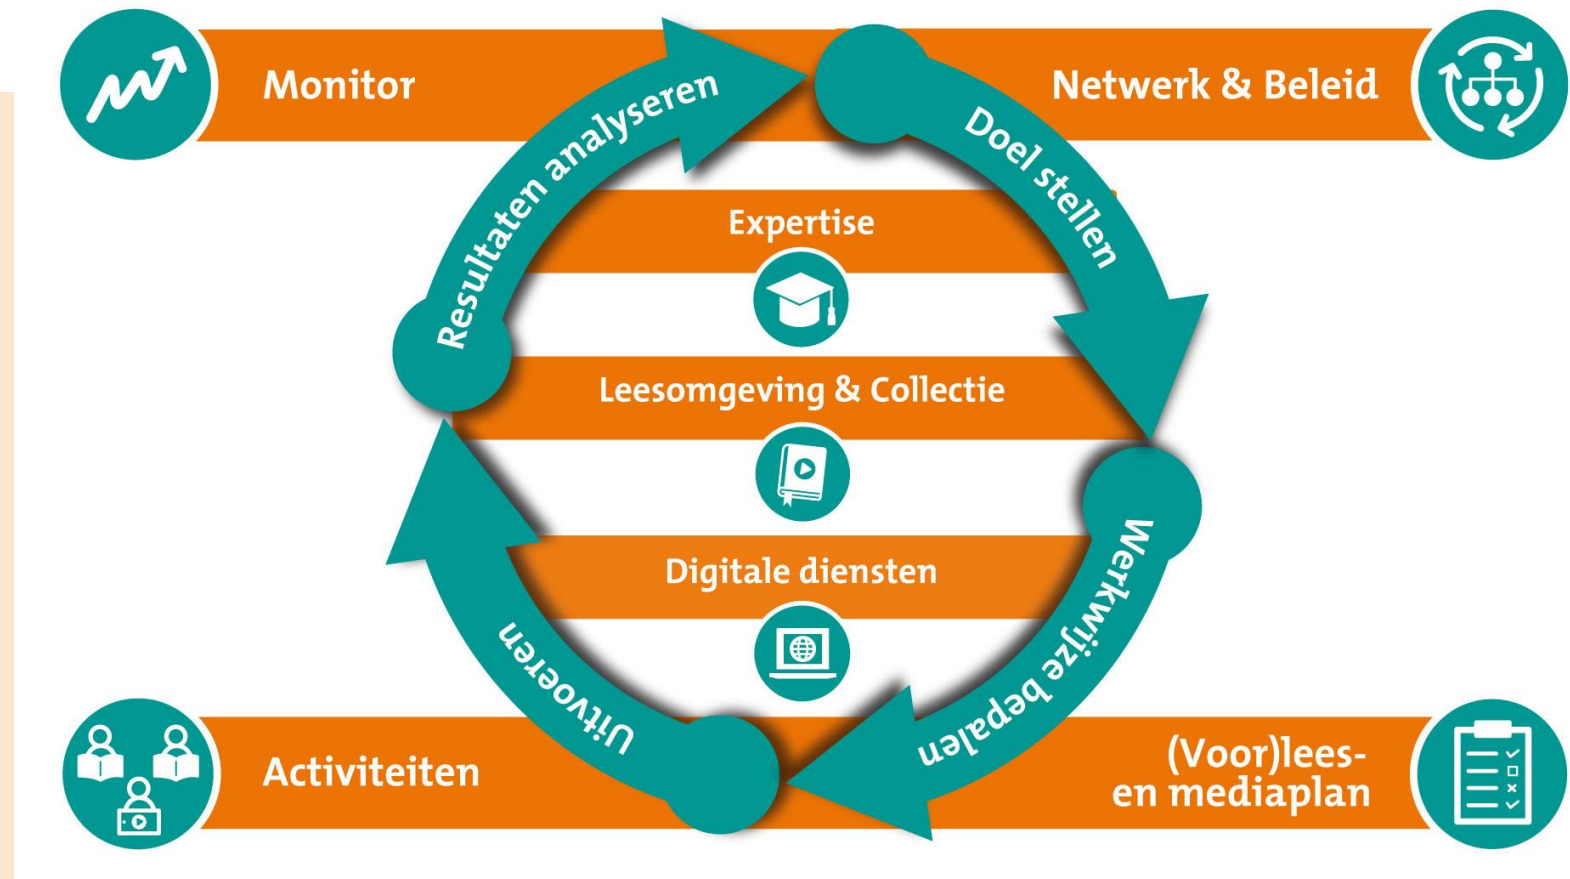 Monitor
Netwerk & Beleid
Resultaten analyseren
Doel stellen
Expertise
Leesomgeving & Collectie
Digitale diensten
Werkwijze bepalen
Uitvoeren
Activiteiten
(Voor)lees-
en mediaplan